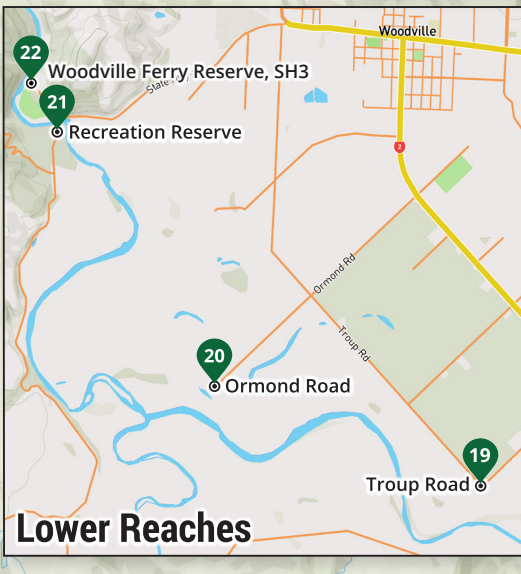 Woodville
22
Woodville Ferry Reserve, SH3
State
21
Recreation Reserve
2
Ormond Rd
Troup Rd
20
Ormond Road
19
Troup Road
Lower Reaches